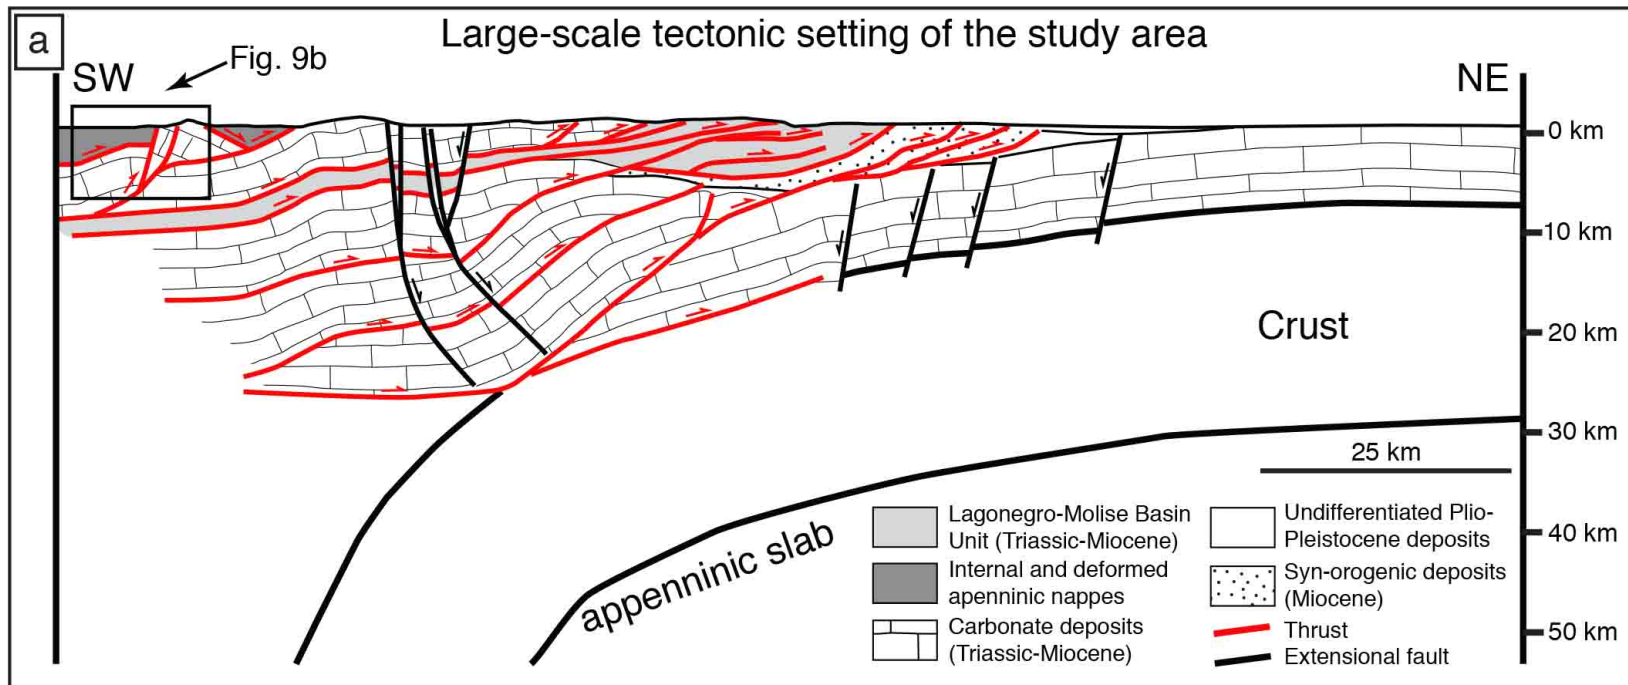 a
Large-scale tectonic setting of the study area
Fig. 9b
SW
NE
0 km
10 km
20 km
30 km
40 km
50 km
Crust
25 km
appenninic slab
Lagonegro-Molise Basin
Unit (Triassic-Miocene)
Internal and deformed
apenninic nappes
Carbonate deposits
(Triassic-Miocene)
Undifferentiated Plio-
Pleistocene deposits
Syn-orogenic deposits
(Miocene)
Thrust
Extensional fault